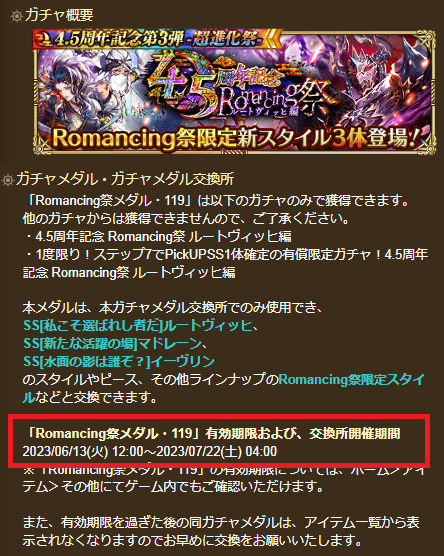 ガチャ概要
4.5周年記念第3弾 -超進化祭-
4.5周年記念
Romancing祭
ルートヴィッヒ編
Romancing祭限定新スタイル3体登場!
ガチャメダル・ガチャメダル交換所
「Romancing祭メダル・119」は以下のガチャのみで獲得できます。
他のガチャからは獲得できませんので、ご了承ください。
・4.5周年記念 Romancing祭 ルートヴィッヒ編
・1度限り!ステップ7でPickUPSS1体確定の有償限定ガチャ!4.5周年記
念 Romancing祭 ルートヴィッヒ編
本メダルは、本ガチャメダル交換所でのみ使用でき、
SS[私こそ選ばれし者だ]ルートヴィッヒ、
SS[新たな活躍の場]マドレーン、
SS[水面の影は誰ぞ?]イーヴリン
のスタイルやピース、その他ラインナップのRomancing祭限定スタイ
ルなどと交換できます。
「Romancing祭メダル・119」有効期限および、交換所開催期間
2023/06/13(火) 12:00～2023/07/22(土) 04:00
※「Romancing祭メダル・119」の有効期限については、ホーム＞アイ
テム＞その他にてゲーム内でもご確認いただけます。
また、有効期限を過ぎた後の同ガチャメダルは、アイテム一覧から表
示されなくなりますのでお早めに交換をお願いいたします。